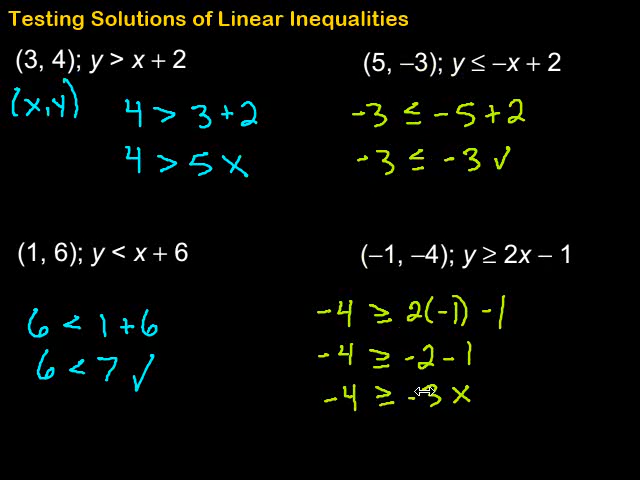 Testing Solutions of Linear Inequalities
(3, 4); y > x + 2
(x,y)
4 > 3+2
4 > 5 x
(5, –3); y ≤ –x + 2
-3 ≤ -5+2
-3 ≤ -3 ✓
(1, 6); y < x + 6
6 < 1+6
6 < 7 ✓
(–1, –4); y ≥ 2x – 1
-4 ≥ 2(-1) -1
-4 ≥ -2-1
-4 ≥ -3 x